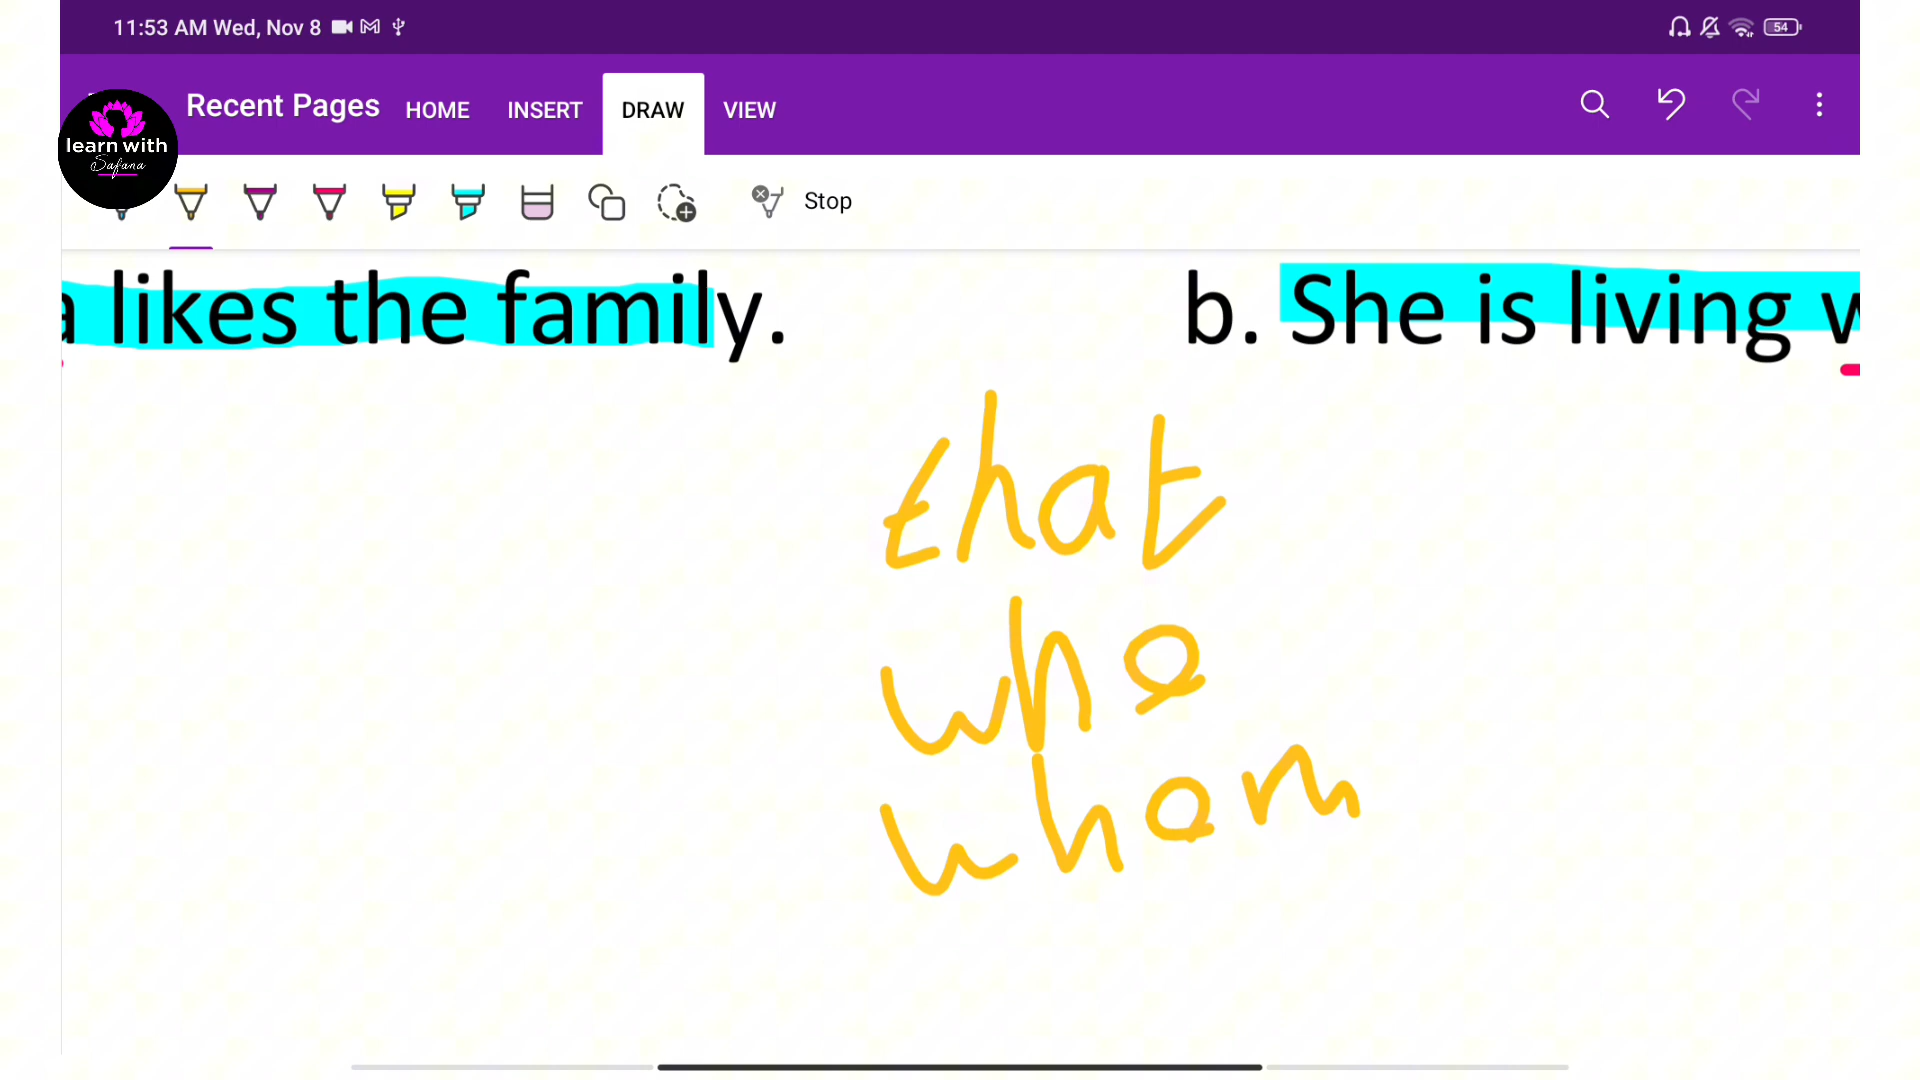 11:53 AM Wed, Nov 8
54
learn with
Safana
Recent Pages HOME INSERT DRAW VIEW
Stop
likes the family.
b. She is living
that
who
whom